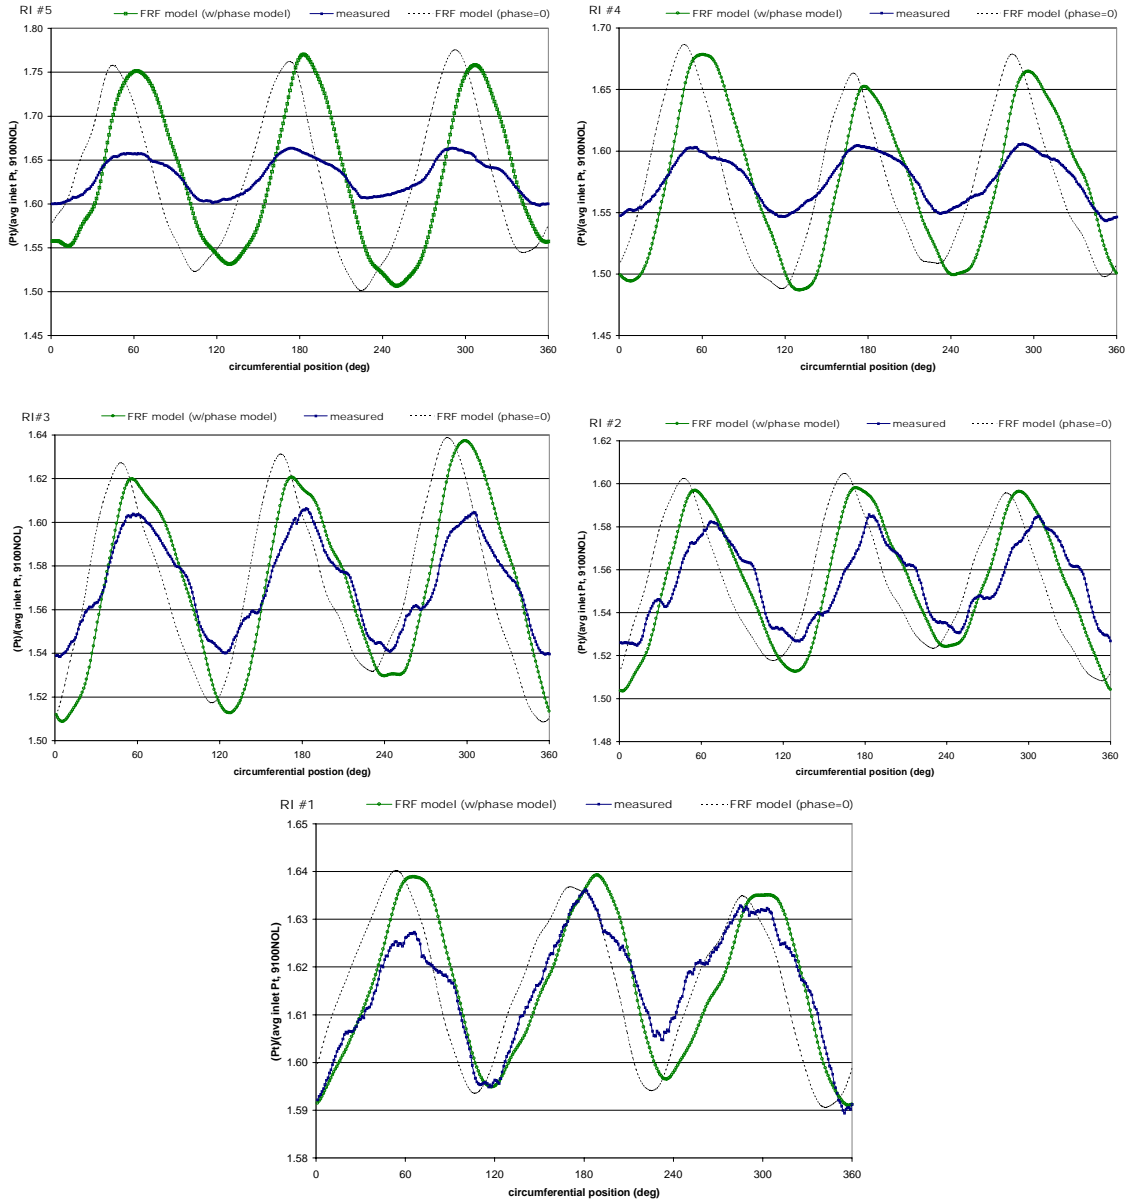 RI #5 FRF model (w/phase model) measured FRF model (phase=0)
1.80
1.75
1.70
1.65
1.60
1.55
1.50
1.45
(Pt)/(avg inlet Pt, 9100NOL)
0 60 120 180 240 300 360
circumferential position (deg)
RI #4 FRF model (w/phase model) measured FRF model (phase=0)
1.70
1.65
1.60
1.55
1.50
1.45
(Pt)/(avg inlet Pt, 9100NOL)
0 60 120 180 240 300 360
circumferntial position (deg)
RI#3 FRF model (w/phase model) measured FRF model (phase=0)
1.64
1.62
1.60
1.58
1.56
1.54
1.52
1.50
(Pt)/(avg inlet Pt, 9100NOL)
0 60 120 180 240 300 360
circumferential position (deg)
RI #2 FRF model (w/phase model) measured FRF model (phase=0)
1.62
1.60
1.58
1.56
1.54
1.52
1.50
1.48
(Pt)/(avg inlet Pt, 9100NOL)
0 60 120 180 240 300 360
circumferential position (deg)
RI #1 FRF model (w/phase model) measured FRF model (phase=0)
1.65
1.64
1.63
1.62
1.61
1.60
1.59
1.58
(Pt)/(avg inlet Pt, 9100NOL)
0 60 120 180 240 300 360
circumferential position (deg)